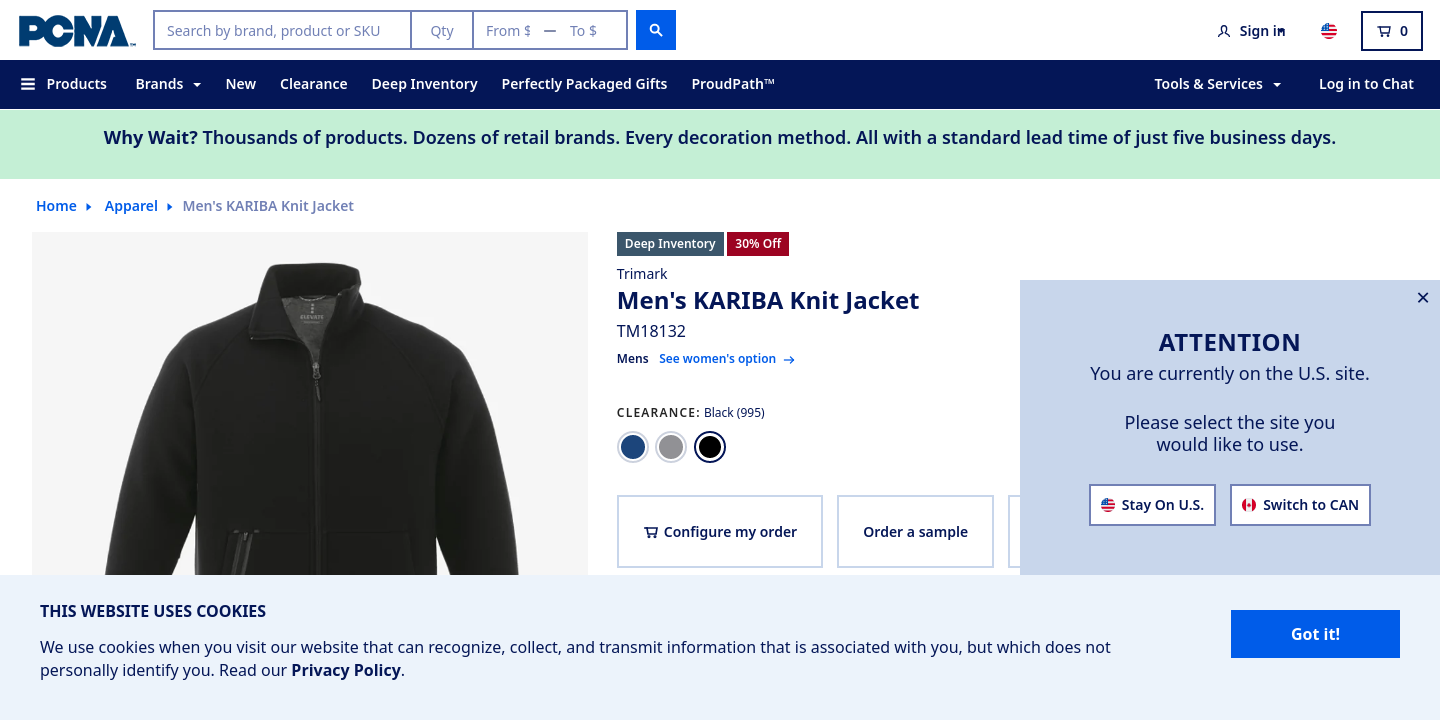 PCNA™
Search by brand, product or SKU
Qty
From $ — To $
Sign in
0
Products
Brands
New
Clearance
Deep Inventory
Perfectly Packaged Gifts
ProudPath™
Tools & Services
Log in to Chat
Why Wait? Thousands of products. Dozens of retail brands. Every decoration method. All with a standard lead time of just five business days.
Home
Apparel
Men's KARIBA Knit Jacket
ELEVATE
Deep Inventory
30% Off
Trimark
Men's KARIBA Knit Jacket
TM18132
Mens See women's option
CLEARANCE: Black (995)
Configure my order
Order a sample
ATTENTION
You are currently on the U.S. site.
Please select the site you
would like to use.
Stay On U.S.
Switch to CAN
THIS WEBSITE USES COOKIES
We use cookies when you visit our website that can recognize, collect, and transmit information that is associated with you, but which does not
personally identify you. Read our Privacy Policy.
Got it!